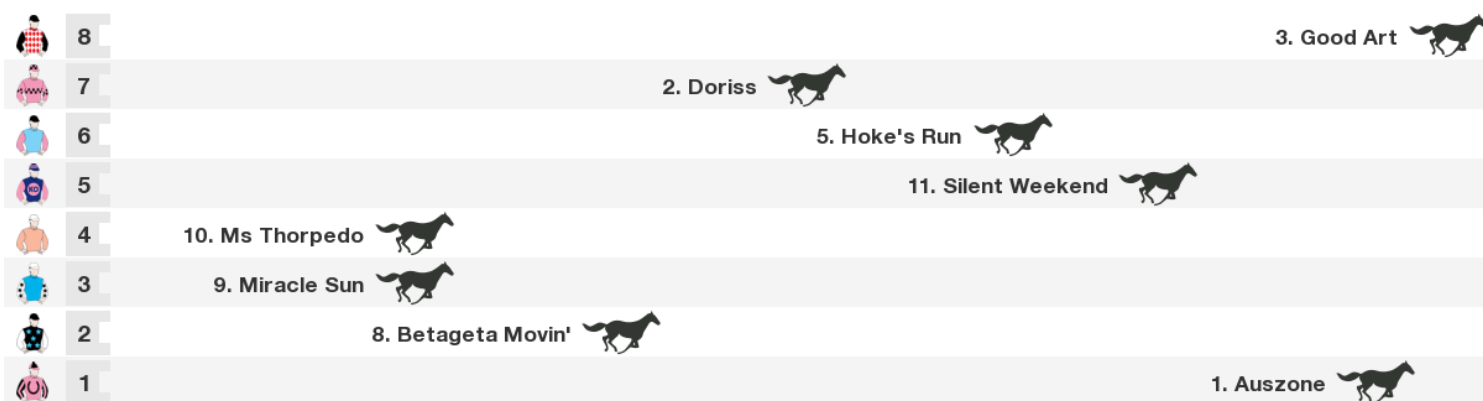 8 3. Good Art
7 2. Doriss
6 5. Hoke's Run
5 KD 11. Silent Weekend
4 10. Ms Thorpedo
3 9. Miracle Sun
2 8. Betageta Movin'
1 1. Auszone